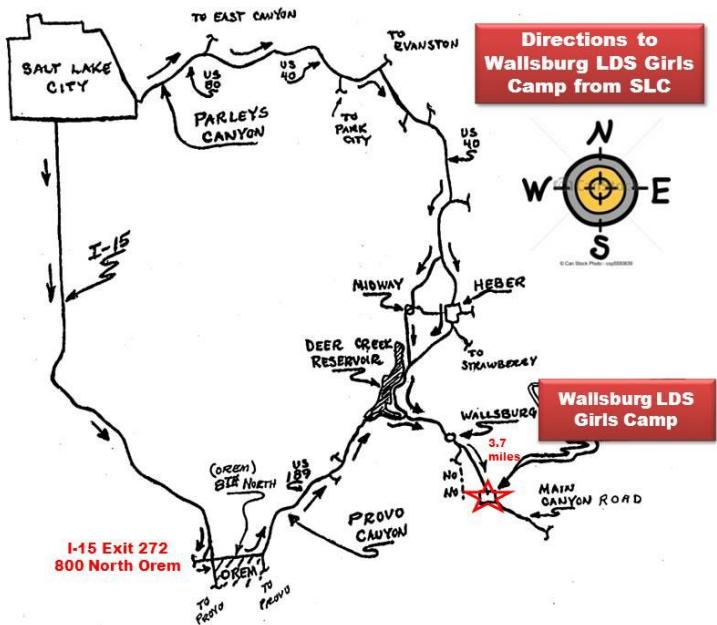 TO EAST CANYON
TO
EVANSTON
Directions to
Wallsburg LDS Girls
Camp from SLC
SALT LAKE
CITY
US
80
US
40
PARLEYS
CANYON
TO
PARK
CITY
US
40
N
W
E
S
© Can Stock Photo
I-15
MIDWAY
HEBER
DEER CREEK
RESERVOIR
TO
STRAWBERRY
WALLSBURG
Wallsburg LDS
Girls Camp
3.7
miles
(OREM)
8TH NORTH
US
189
NO
NO
MAIN
CANYON ROAD
PROVO
CANYON
I-15 Exit 272
800 North Orem
OREM
TO
PROVO
TO
PROVO